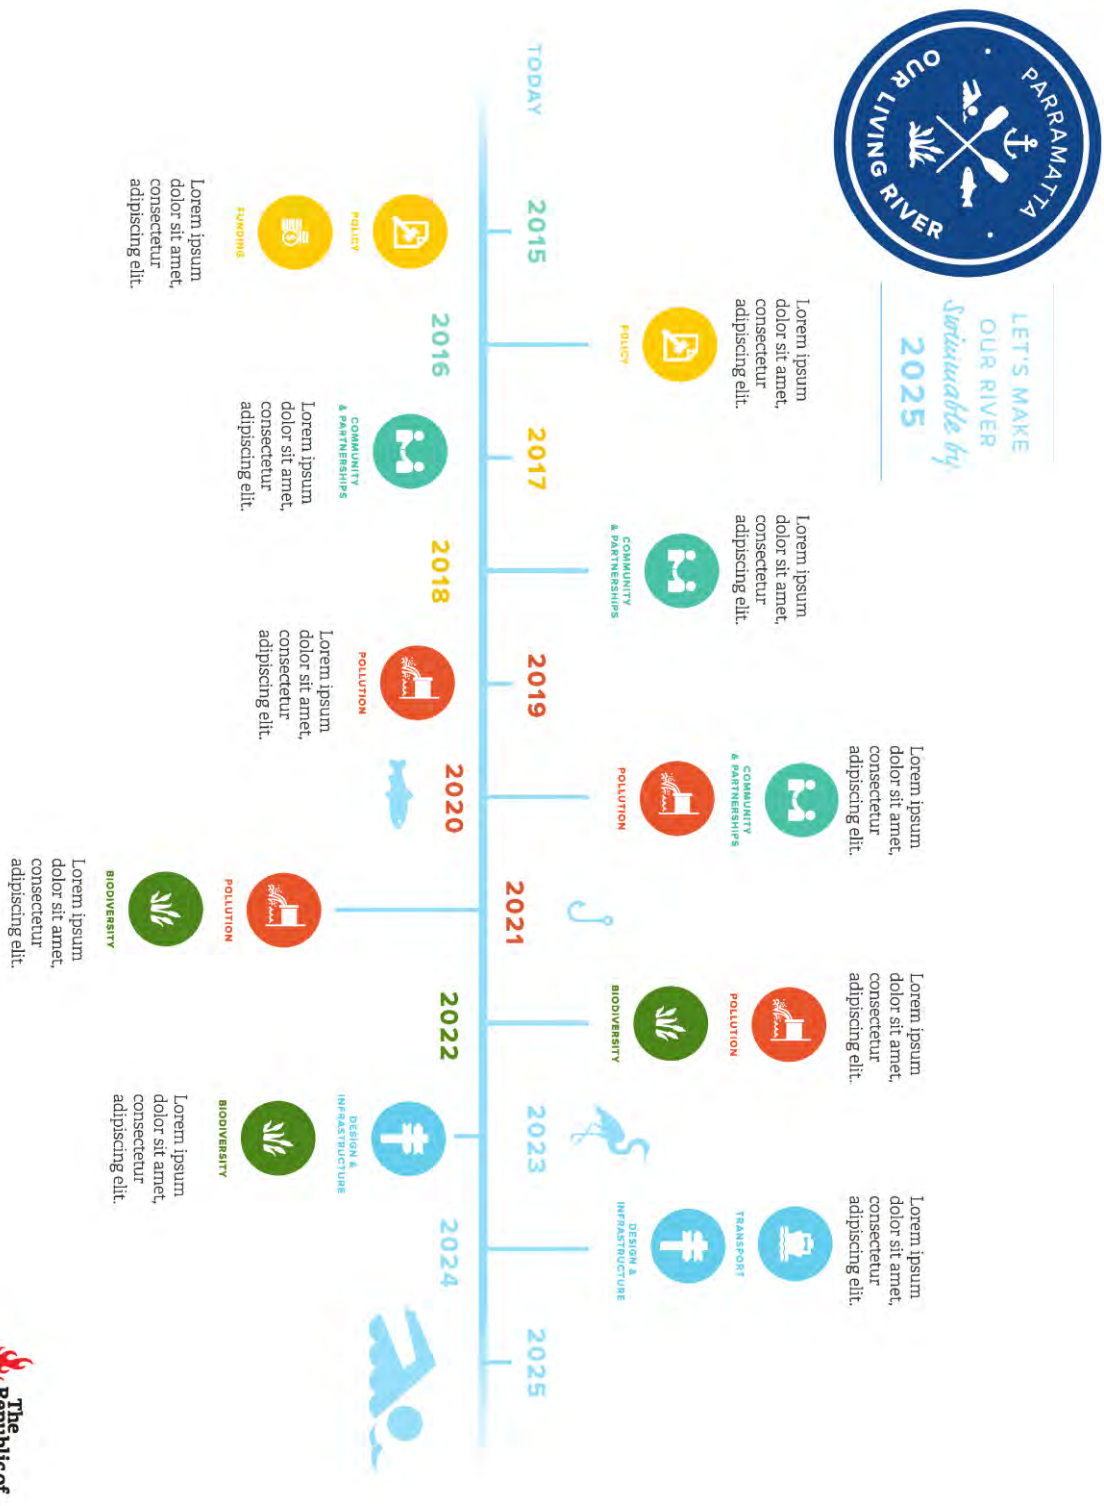 PARRAMATTA
OUR LIVING RIVER
LET'S MAKE
OUR RIVER
Swimmable by
2025
Lorem ipsum
dolor sit amet,
consectetur
adipiscing elit.
POLICY
Lorem ipsum
dolor sit amet,
consectetur
adipiscing elit.
COMMUNITY
& PARTNERSHIPS
Lorem ipsum
dolor sit amet,
consectetur
adipiscing elit.
COMMUNITY
& PARTNERSHIPS
POLLUTION
Lorem ipsum
dolor sit amet,
consectetur
adipiscing elit.
POLLUTION
BIODIVERSITY
Lorem ipsum
dolor sit amet,
consectetur
adipiscing elit.
TRANSPORT
DESIGN &
INFRASTRUCTURE
TODAY
2015
2016
2017
2018
2019
2020
2021
2022
2023
2024
2025
POLICY
FUNDING
Lorem ipsum
dolor sit amet,
consectetur
adipiscing elit.
COMMUNITY
& PARTNERSHIPS
Lorem ipsum
dolor sit amet,
consectetur
adipiscing elit.
POLLUTION
Lorem ipsum
dolor sit amet,
consectetur
adipiscing elit.
POLLUTION
BIODIVERSITY
Lorem ipsum
dolor sit amet,
consectetur
adipiscing elit.
DESIGN &
INFRASTRUCTURE
BIODIVERSITY
Lorem ipsum
dolor sit amet,
consectetur
adipiscing elit.
The
Republic of